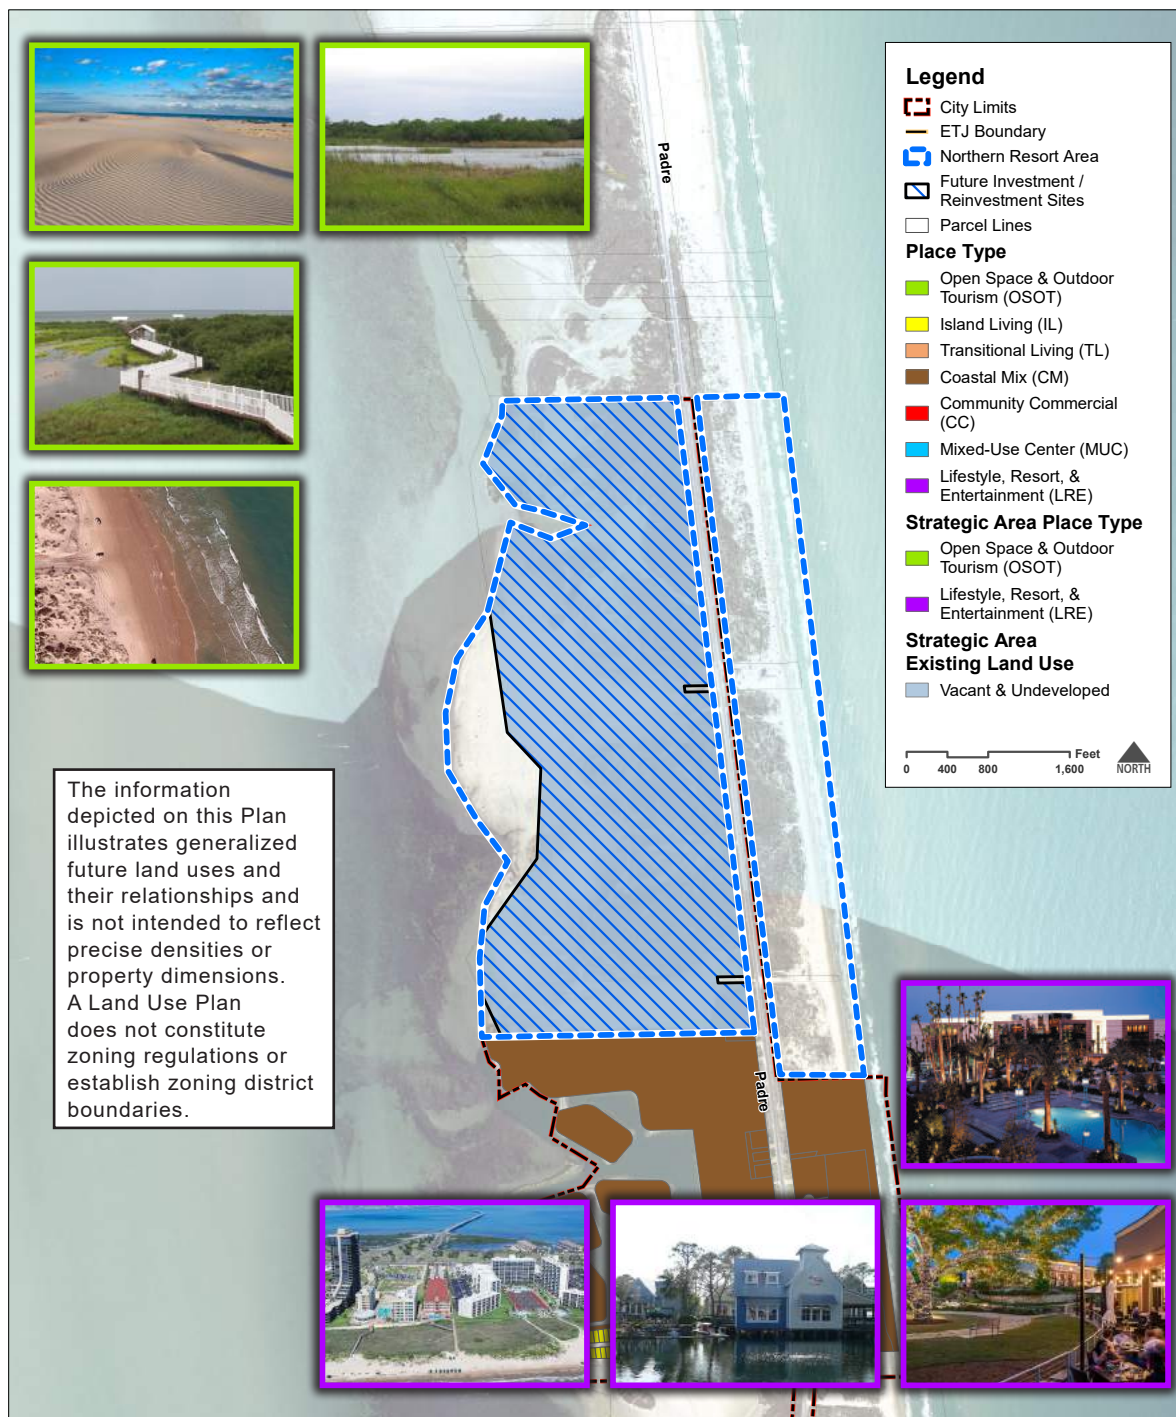 Padre
Legend
City Limits
ETJ Boundary
Northern Resort Area
Future Investment /
Reinvestment Sites
Parcel Lines
Place Type
Open Space & Outdoor
Tourism (OSOT)
Island Living (IL)
Transitional Living (TL)
Coastal Mix (CM)
Community Commercial
(CC)
Mixed-Use Center (MUC)
Lifestyle, Resort, &
Entertainment (LRE)
Strategic Area Place Type
Open Space & Outdoor
Tourism (OSOT)
Lifestyle, Resort, &
Entertainment (LRE)
Strategic Area
Existing Land Use
Vacant & Undeveloped
Feet
0 400 800 1,600
NORTH
The information
depicted on this Plan
illustrates generalized
future land uses and
their relationships and
is not intended to reflect
precise densities or
property dimensions.
A Land Use Plan
does not constitute
zoning regulations or
establish zoning district
boundaries.
Padre